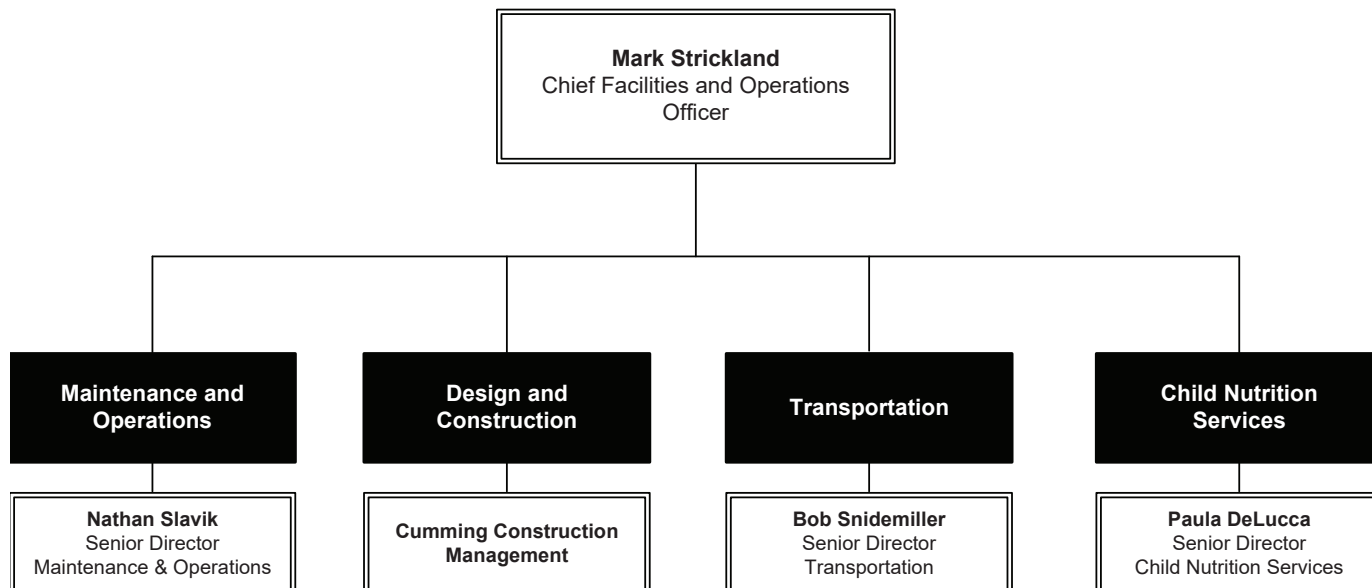 Mark Strickland
Chief Facilities and Operations
Officer
Maintenance and
Operations
Design and
Construction
Transportation
Child Nutrition
Services
Nathan Slavik
Senior Director
Maintenance & Operations
Cumming Construction
Management
Bob Snidemiller
Senior Director
Transportation
Paula DeLucca
Senior Director
Child Nutrition Services